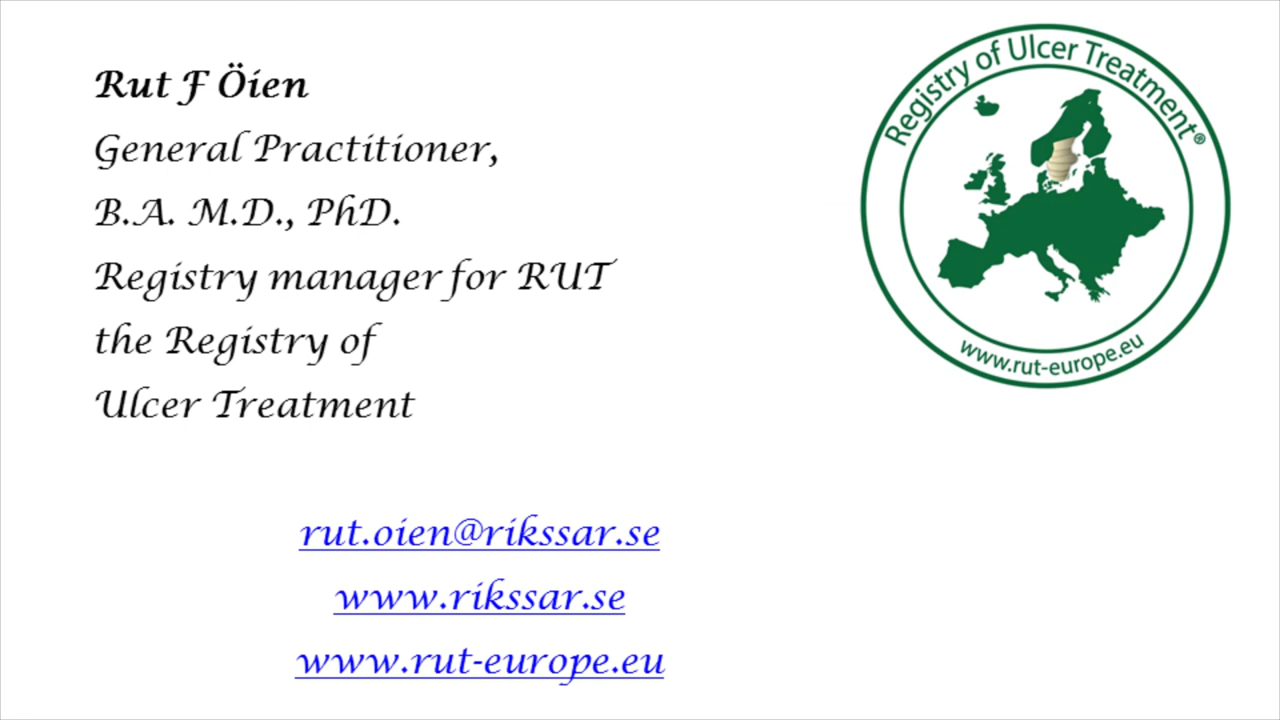 Rut F Öien
General Practitioner,
B.A. M.D., PhD.
Registry manager for RUT
the Registry of
Ulcer Treatment
rut.oien@rikssar.se
www.rikssar.se
www.rut-europe.eu
Registry of Ulcer Treatment®
www.rut-europe.eu